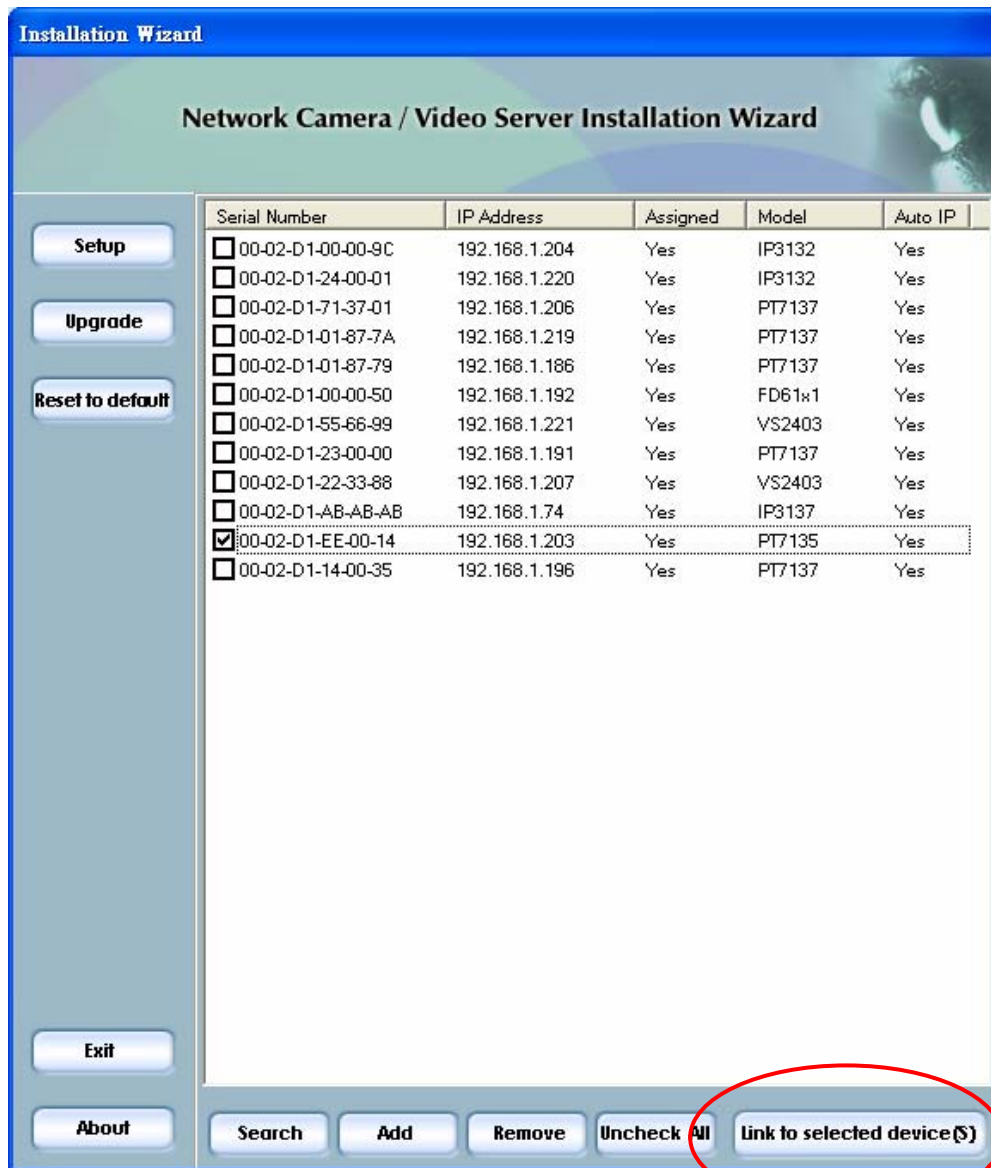 Installation Wizard
Network Camera / Video Server Installation Wizard
Setup
Upgrade
Reset to default
Exit
About
Serial Number IP Address Assigned Model Auto IP
00-02-D1-00-00-9C 192.168.1.204 Yes IP3132 Yes
00-02-D1-24-00-01 192.168.1.220 Yes IP3132 Yes
00-02-D1-71-37-01 192.168.1.206 Yes PT7137 Yes
00-02-D1-01-87-7A 192.168.1.219 Yes PT7137 Yes
00-02-D1-01-87-79 192.168.1.186 Yes PT7137 Yes
00-02-D1-00-00-50 192.168.1.192 Yes FD61x1 Yes
00-02-D1-55-66-99 192.168.1.221 Yes VS2403 Yes
00-02-D1-23-00-00 192.168.1.191 Yes PT7137 Yes
00-02-D1-22-33-88 192.168.1.207 Yes VS2403 Yes
00-02-D1-AB-AB-AB 192.168.1.74 Yes IP3137 Yes
00-02-D1-EE-00-14 192.168.1.203 Yes PT7135 Yes
00-02-D1-14-00-35 192.168.1.196 Yes PT7137 Yes
Search Add Remove Uncheck All Link to selected device(S)